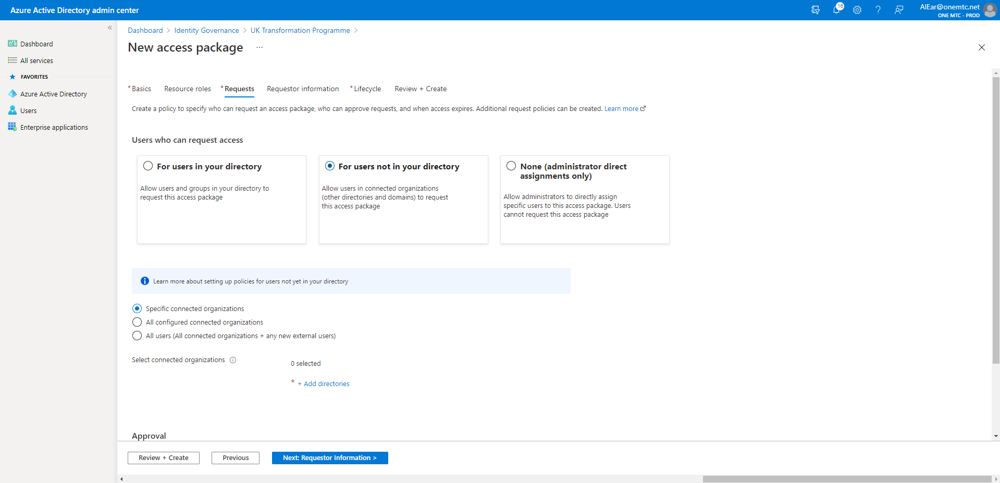 Azure Active Directory admin center
16
AlEar@onemtc.net
ONE MTC - PROD
Dashboard
All services
FAVORITES
Azure Active Directory
Users
Enterprise applications
Dashboard > Identity Governance > UK Transformation Programme >
New access package ...
* Basics Resource roles * Requests Requestor information * Lifecycle Review + Create
Create a policy to specify who can request an access package, who can approve requests, and when access expires. Additional request policies can be created. Learn more
Users who can request access
For users in your directory
Allow users and groups in your directory to
request this access package
For users not in your directory
Allow users in connected organizations
(other directories and domains) to request
this access package
None (administrator direct
assignments only)
Allow administrators to directly assign
specific users to this access package. Users
cannot request this access package
Learn more about setting up policies for users not yet in your directory
Specific connected organizations
All configured connected organizations
All users (All connected organizations + any new external users)
Select connected organizations
0 selected
* + Add directories
Approval
Review + Create
Previous
Next: Requestor Information >